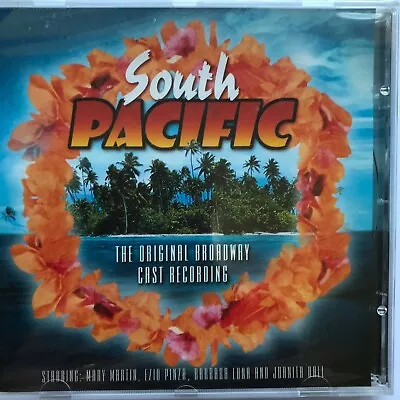 South
PACIFIC
THE ORIGINAL BROADWAY
CAST RECORDING
STARRING: MARY MARTIN, EZIO PINZA, BARBARA LUNA AND JUANITA HALL